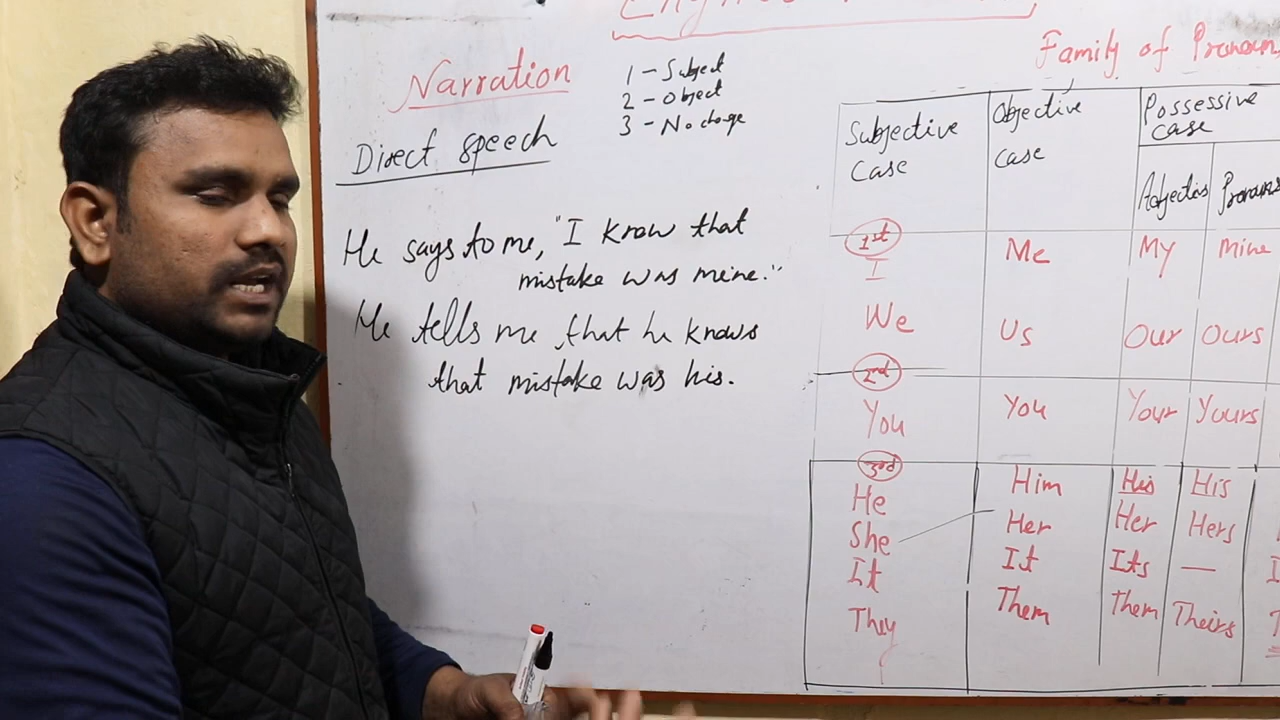 Narration
1 - Subject
2 - Object
3 - No change
Direct speech
He says to me, "I know that
mistake was mine."
He tells me that he knows
that mistake was his.
Family of Pronouns
Subjective Case
Objective Case
Possessive Case
Adjectives Pronouns
1st
I Me My Mine
We Us Our Ours
2nd
You You Your Yours
3rd
He Him His His
She Her Her Hers
It It Its —
They Them Them Theirs